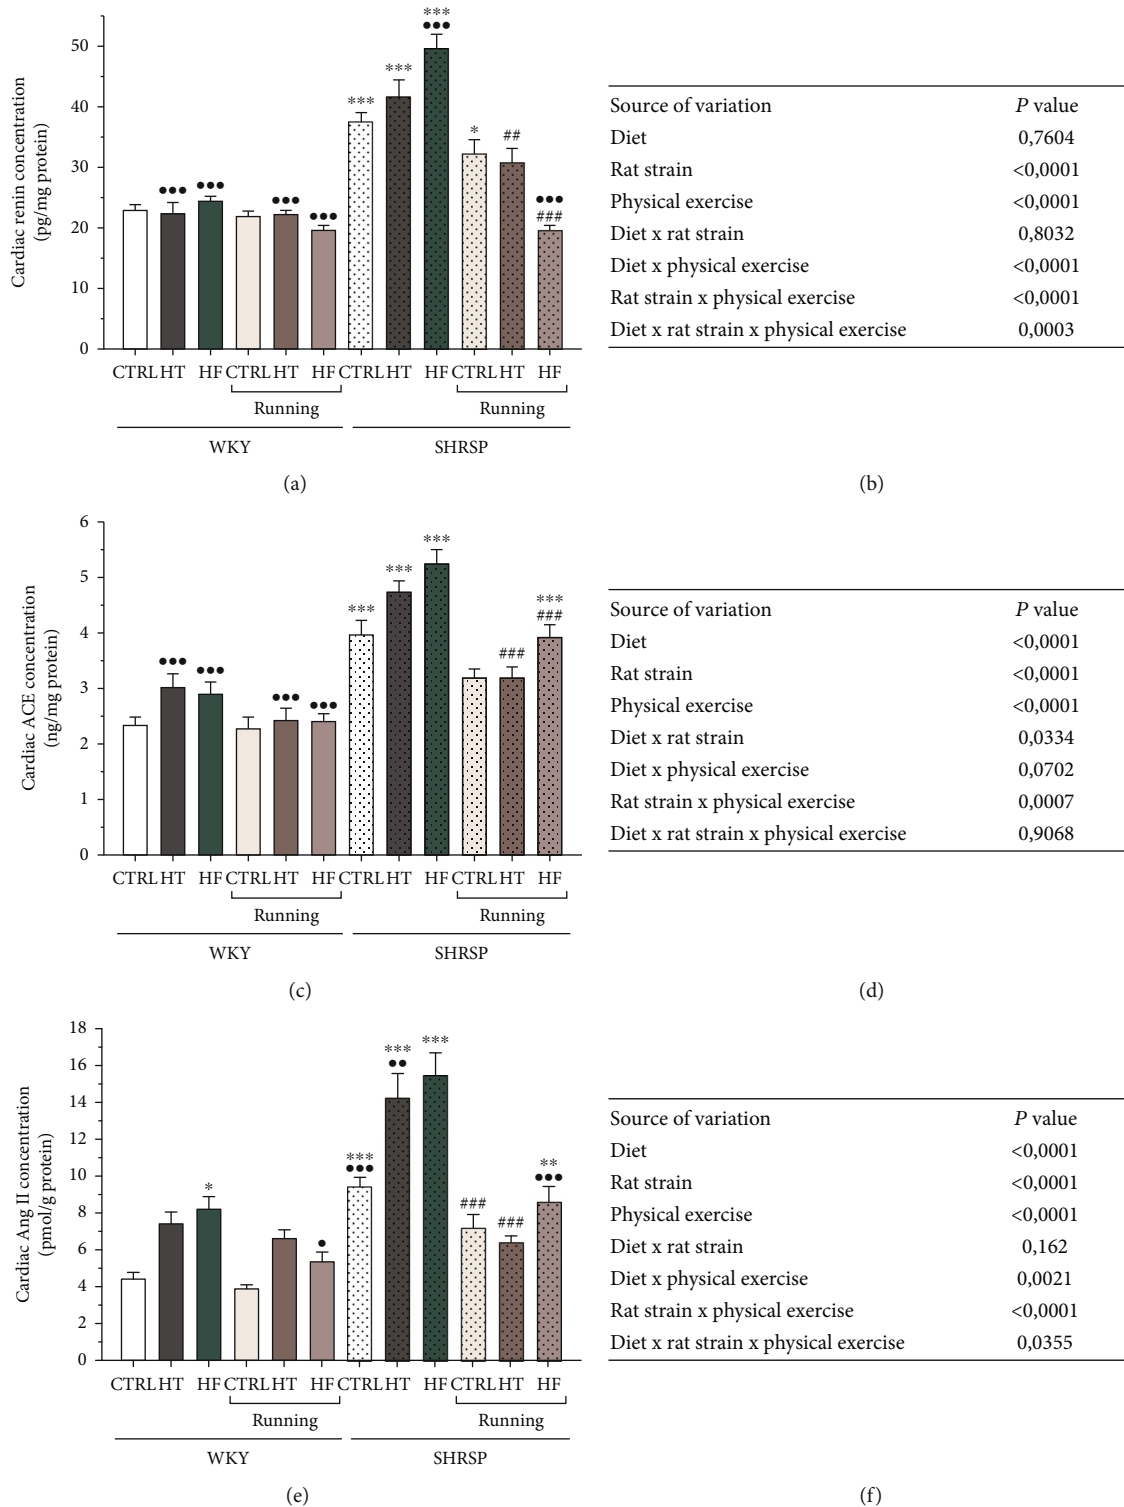 Cardiac renin concentration
(pg/mg protein)
50
40
30
20
10
0
***
●●●
***
***
*
##
●●●
●●●
●●●
●●●
●●●
###
CTRL HT HF CTRL HT HF CTRL HT HF CTRL HT HF
Running Running
WKY SHRSP
(a)
Source of variation P value
Diet 0,7604
Rat strain <0,0001
Physical exercise <0,0001
Diet x rat strain 0,8032
Diet x physical exercise <0,0001
Rat strain x physical exercise <0,0001
Diet x rat strain x physical exercise 0,0003
(b)
Cardiac ACE concentration
(ng/mg protein)
6
5
4
3
2
1
0
***
***
***
***
###
###
●●●
●●●
●●●
●●●
CTRL HT HF CTRL HT HF CTRL HT HF CTRL HT HF
Running Running
WKY SHRSP
(c)
Source of variation P value
Diet <0,0001
Rat strain <0,0001
Physical exercise <0,0001
Diet x rat strain 0,0334
Diet x physical exercise 0,0702
Rat strain x physical exercise 0,0007
Diet x rat strain x physical exercise 0,9068
(d)
Cardiac Ang II concentration
(pmol/g protein)
18
16
14
12
10
8
6
4
2
0
***
***
●●
***
●●●
**
●●●
*
###
###
●
CTRL HT HF CTRL HT HF CTRL HT HF CTRL HT HF
Running Running
WKY SHRSP
(e)
Source of variation P value
Diet <0,0001
Rat strain <0,0001
Physical exercise <0,0001
Diet x rat strain 0,162
Diet x physical exercise 0,0021
Rat strain x physical exercise <0,0001
Diet x rat strain x physical exercise 0,0355
(f)